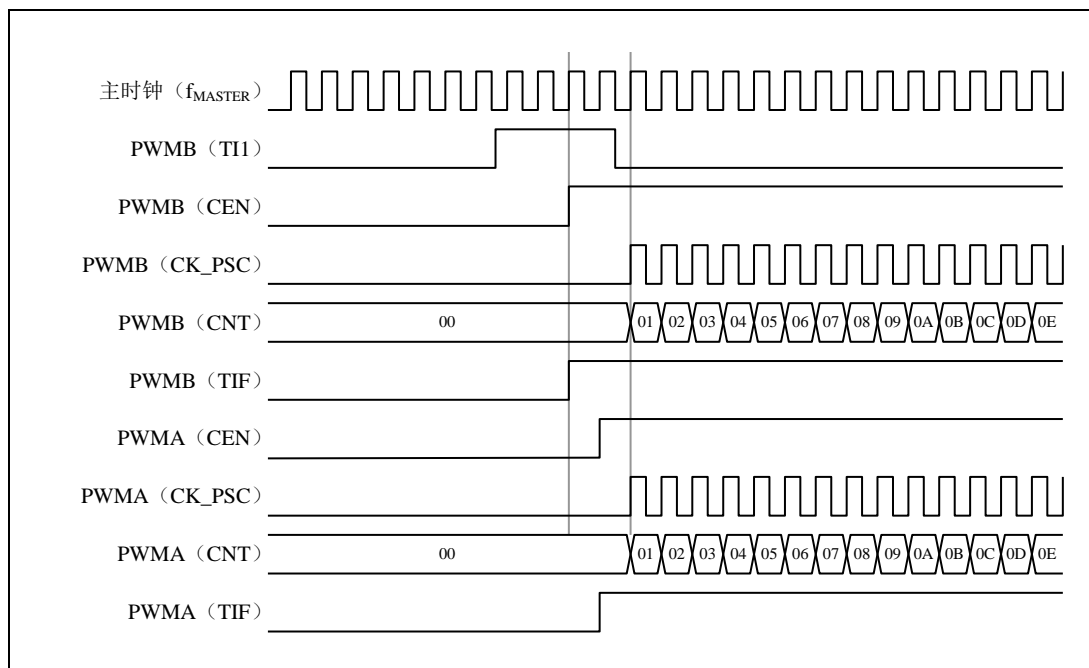 主时钟（fMASTER）
PWMB（TI1）
PWMB（CEN）
PWMB（CK_PSC）
PWMB（CNT） 00 01 02 03 04 05 06 07 08 09 0A 0B 0C 0D 0E
PWMB（TIF）
PWMA（CEN）
PWMA（CK_PSC）
PWMA（CNT） 00 01 02 03 04 05 06 07 08 09 0A 0B 0C 0D 0E
PWMA（TIF）